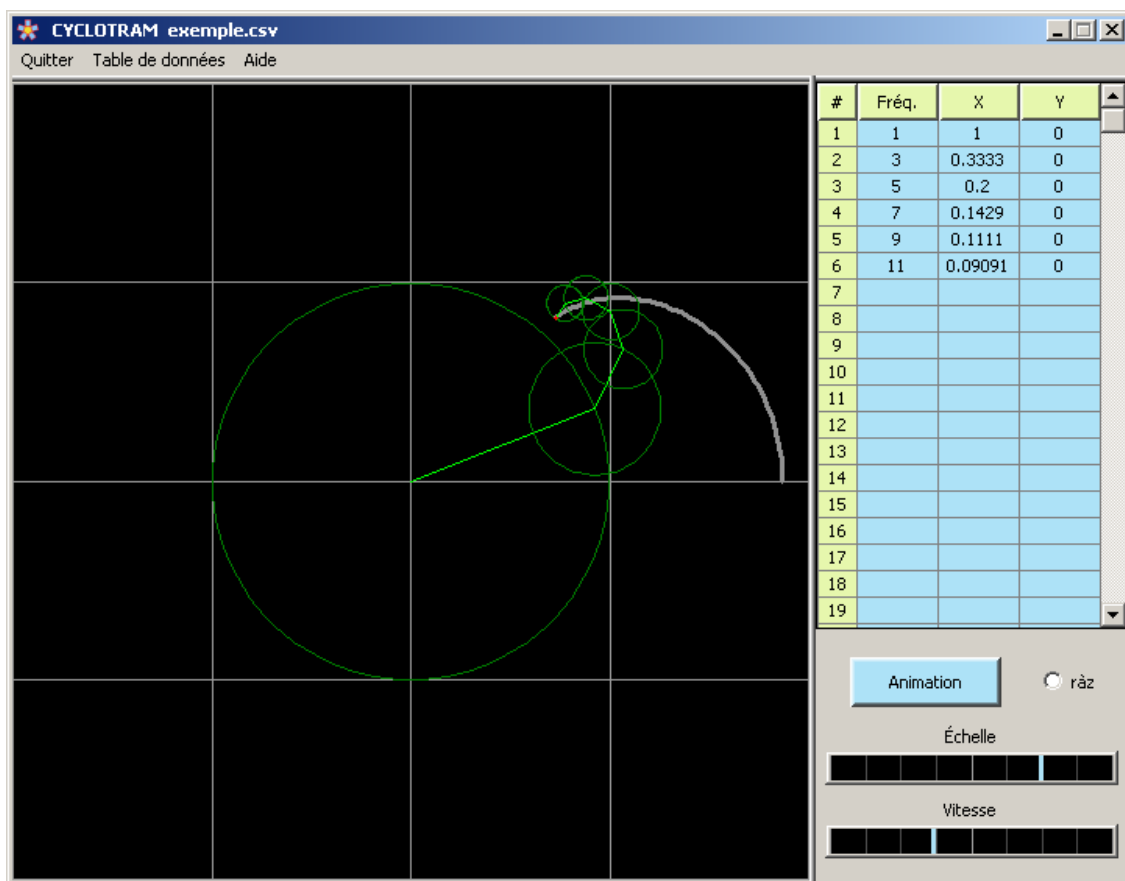 CYCLOTRAM exemple.csv
Quitter Table de données Aide
# Fréq. X Y
1 1 1 0
2 3 0.3333 0
3 5 0.2 0
4 7 0.1429 0
5 9 0.1111 0
6 11 0.09091 0
7
8
9
10
11
12
13
14
15
16
17
18
19
Animation ràz
Échelle
Vitesse